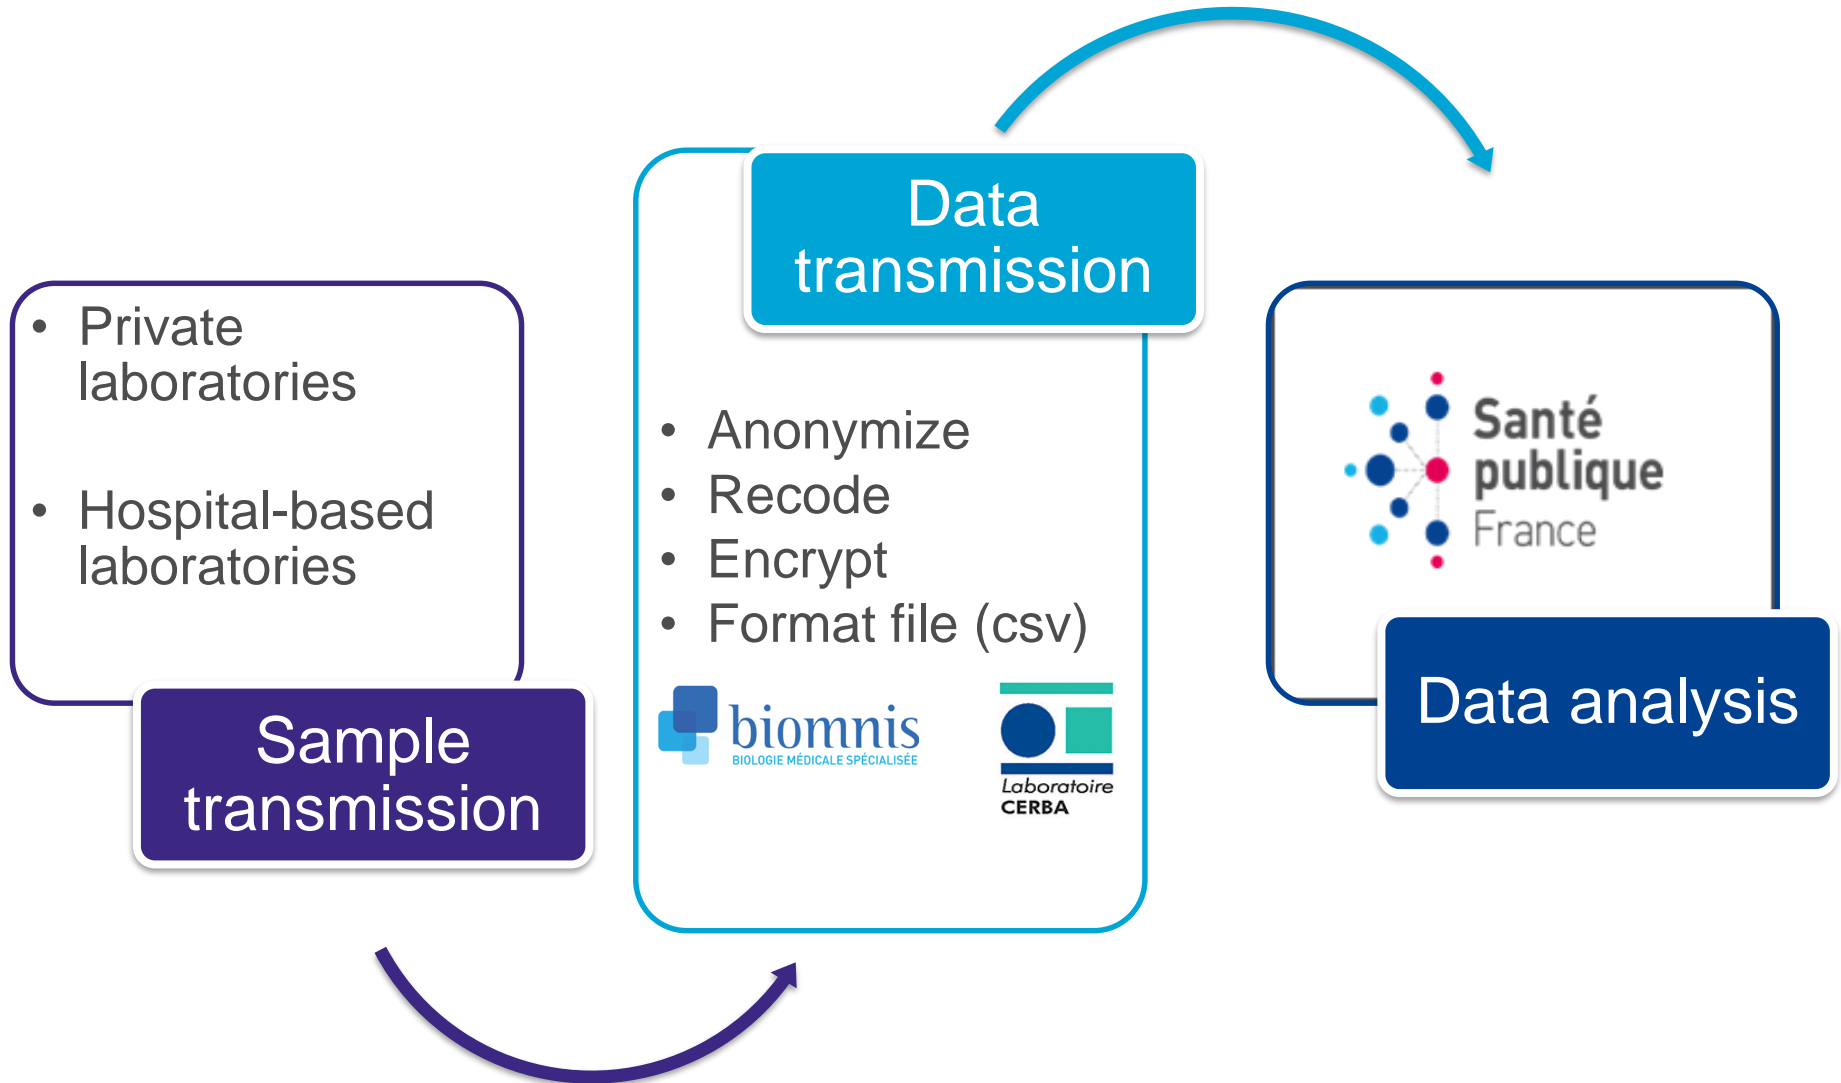 • Private
laboratories
• Hospital-based
laboratories
Sample
transmission
Data
transmission
• Anonymize
• Recode
• Encrypt
• Format file (csv)
biomnis
BIOLOGIE MÉDICALE SPÉCIALISÉE
Laboratoire
CERBA
Santé
publique
France
Data analysis